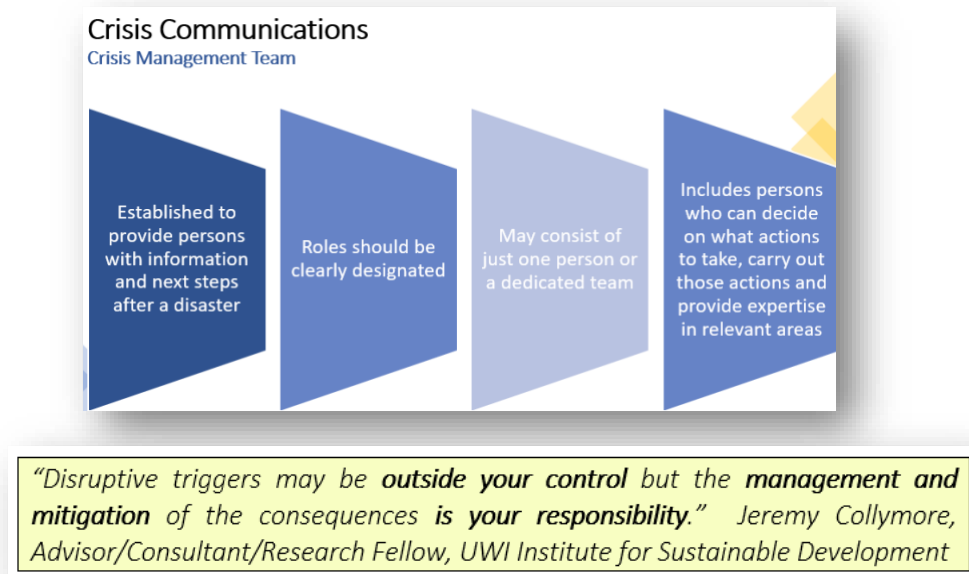 Crisis Communications
Crisis Management Team
Established to
provide persons
with information
and next steps
after a disaster
Roles should be
clearly designated
May consist of
just one person or
a dedicated team
Includes persons
who can decide
on what actions
to take, carry out
those actions and
provide expertise
in relevant areas
“Disruptive triggers may be outside your control but the management and
mitigation of the consequences is your responsibility.” Jeremy Collymore,
Advisor/Consultant/Research Fellow, UWI Institute for Sustainable Development